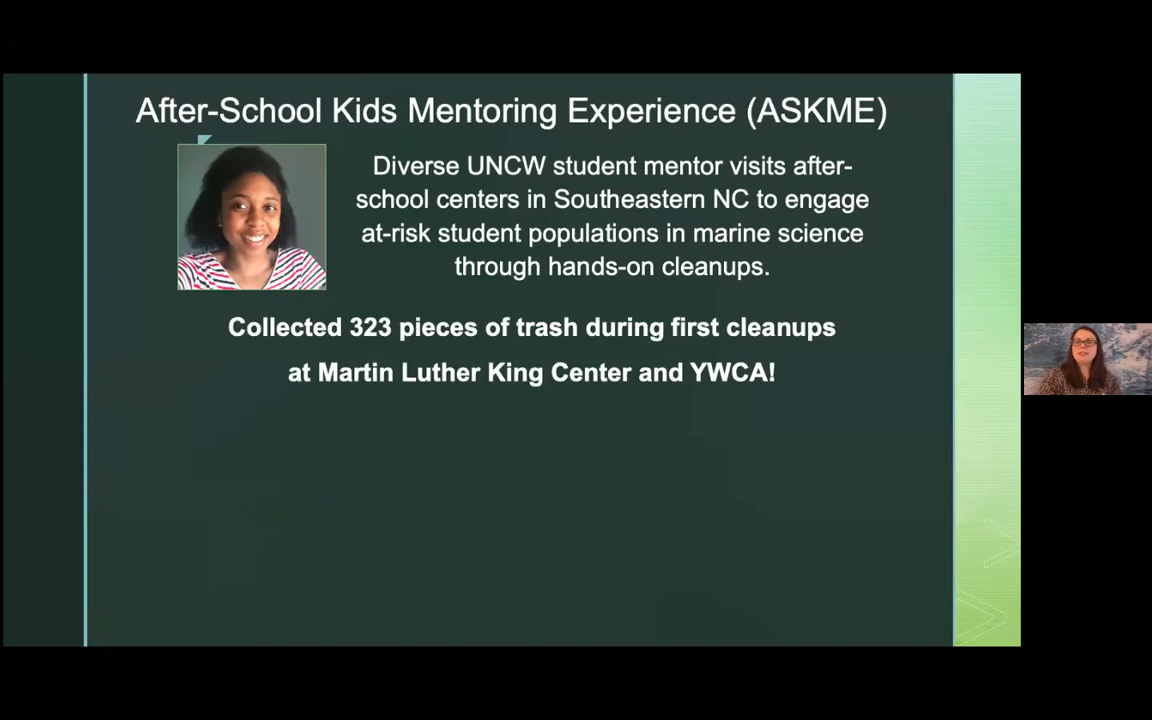 After-School Kids Mentoring Experience (ASKME)
Diverse UNCW student mentor visits after-
school centers in Southeastern NC to engage
at-risk student populations in marine science
through hands-on cleanups.
Collected 323 pieces of trash during first cleanups
at Martin Luther King Center and YWCA!